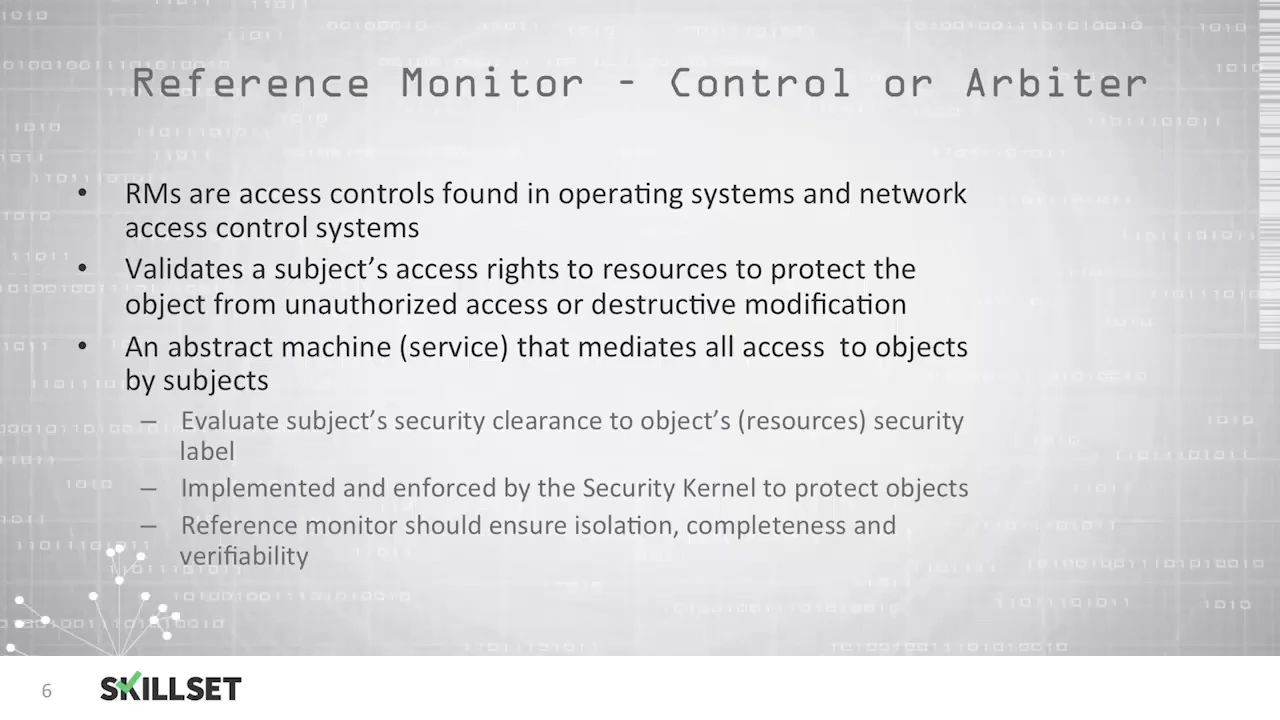 Reference Monitor - Control or Arbiter
• RMs are access controls found in operating systems and network
access control systems
• Validates a subject’s access rights to resources to protect the
object from unauthorized access or destructive modification
• An abstract machine (service) that mediates all access  to objects
by subjects
– Evaluate subject’s security clearance to object’s (resources) security
label
– Implemented and enforced by the Security Kernel to protect objects
– Reference monitor should ensure isolation, completeness and
verifiability
6
SKILLSET